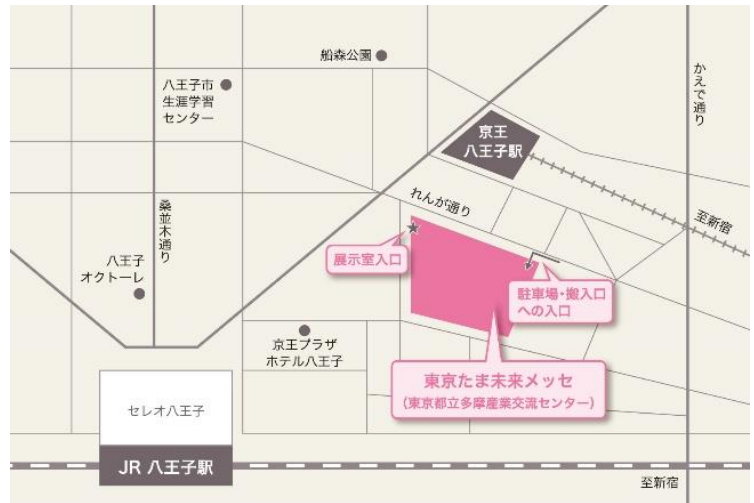 船森公園
八王子市
生涯学習
センター
かえで通り
京王
八王子駅
れんが通り
至新宿
桑並木通り
展示室入口
八王子
オクトーレ
駐車場・搬入口
への入口
京王プラザ
ホテル八王子
東京たま未来メッセ
(東京都立多摩産業交流センター)
セレオ八王子
JR 八王子駅
至新宿